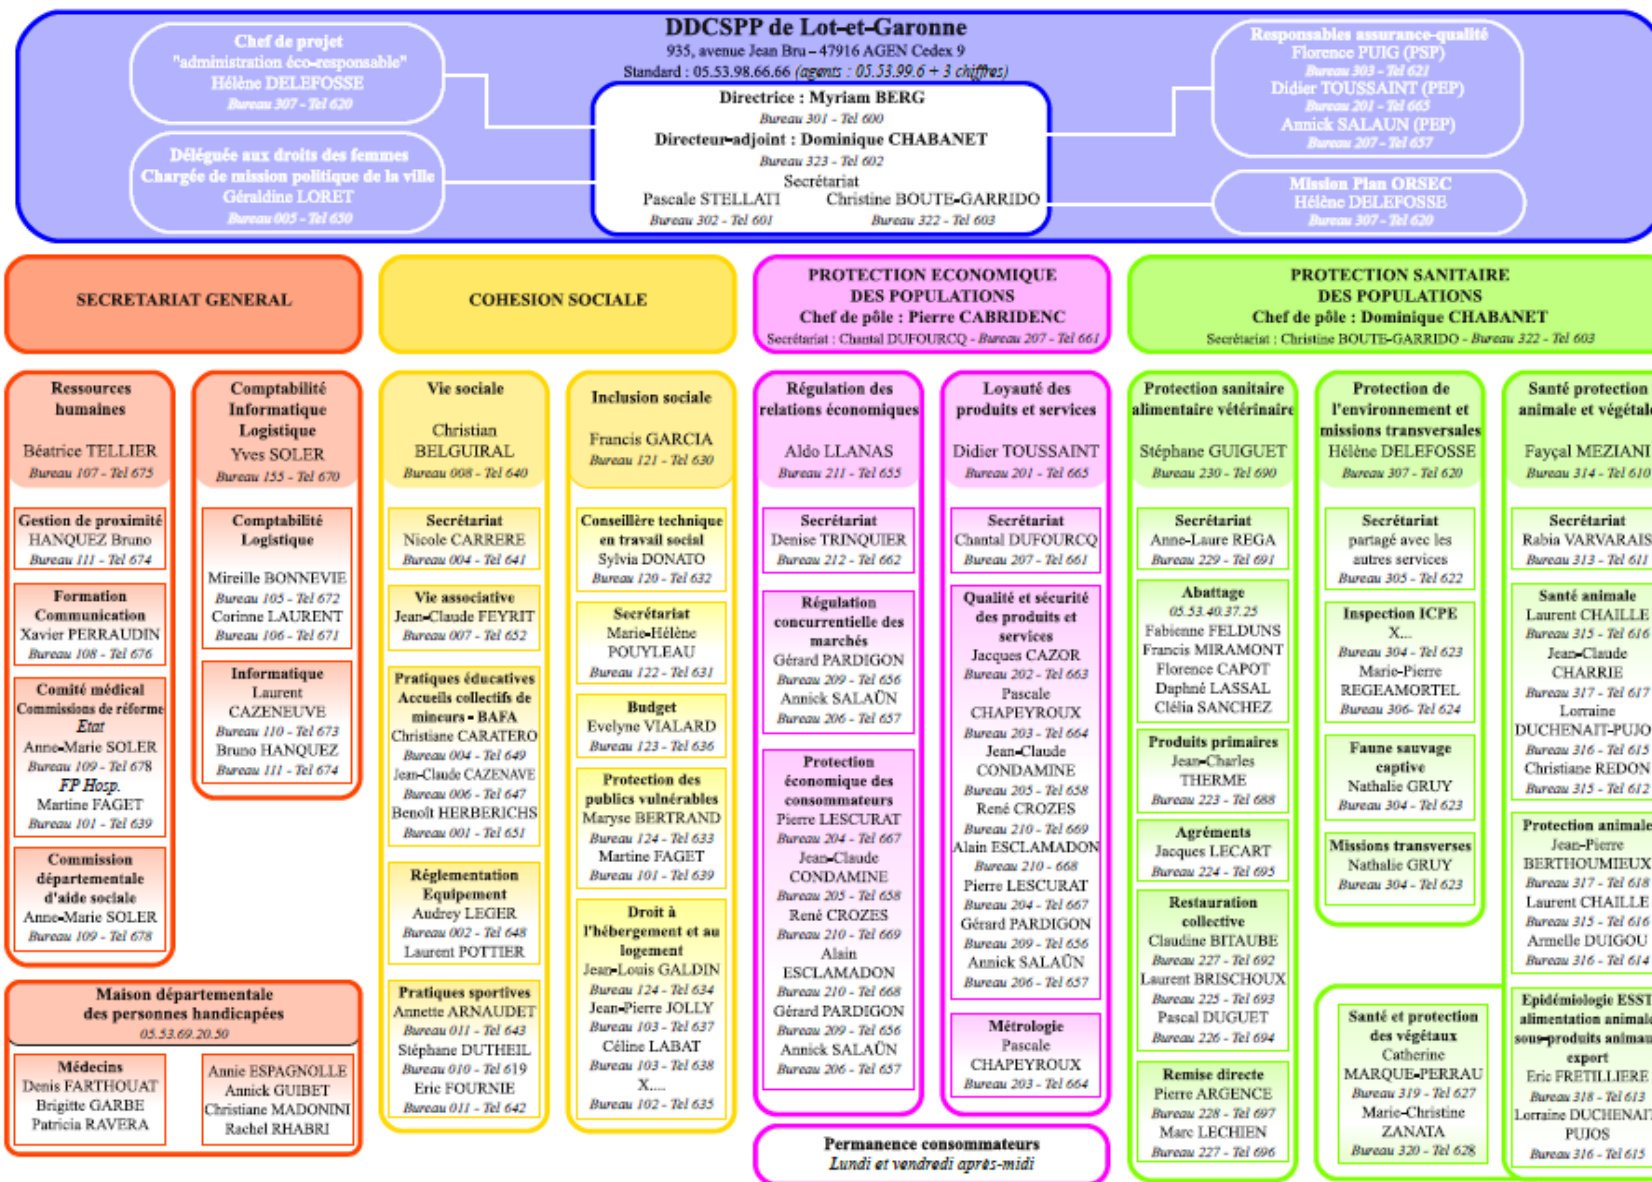 DDCSPP de Lot-et-Garonne
935, avenue Jean Bru – 47916 AGEN Cedex 9
Standard : 05.53.98.66.66 (agents : 05.53.99.6 + 3 chiffres)
Chef de projet
"administration éco-responsable"
Hélène DELEFOSSE
Bureau 307 - Tel 620
Déléguée aux droits des femmes
Chargée de mission politique de la ville
Géraldine LORET
Bureau 005 - Tel 650
Directrice : Myriam BERG
Bureau 301 - Tel 600
Directeur-adjoint : Dominique CHABANET
Bureau 323 - Tel 602
Secrétariat
Pascale STELLATI Christine BOUTE-GARRIDO
Bureau 302 - Tel 601 Bureau 322 - Tel 603
Responsables assurance-qualité
Florence PUIG (PSP)
Bureau 303 - Tel 621
Didier TOUSSAINT (PEP)
Bureau 201 - Tel 665
Annick SALAUN (PEP)
Bureau 207 - Tel 657
Mission Plan ORSEC
Hélène DELEFOSSE
Bureau 307 - Tel 620
SECRETARIAT GENERAL
Ressources
humaines
Béatrice TELLIER
Bureau 107 - Tel 675
Gestion de proximité
HANQUEZ Bruno
Bureau 111 - Tel 674
Formation
Communication
Xavier PERRAUDIN
Bureau 108 - Tel 676
Comité médical
Commissions de réforme
Etat
Anne-Marie SOLER
Bureau 109 - Tel 678
FP Hosp.
Martine FAGET
Bureau 101 - Tel 639
Commission
départementale
d'aide sociale
Anne-Marie SOLER
Bureau 109 - Tel 678
Comptabilité
Informatique
Logistique
Yves SOLER
Bureau 155 - Tel 670
Comptabilité
Logistique
Mireille BONNEVIE
Bureau 105 - Tel 672
Corinne LAURENT
Bureau 106 - Tel 671
Informatique
Laurent
CAZENEUVE
Bureau 110 - Tel 673
Bruno HANQUEZ
Bureau 111 - Tel 674
Maison départementale
des personnes handicapées
05.53.69.20.50
Médecins
Denis FARTHOUAT
Brigitte GARBE
Patricia RAVERA
Annie ESPAGNOLLE
Annick GUIBET
Christiane MADONINI
Rachel RHABRI
COHESION SOCIALE
Vie sociale
Christian
BELGUIRAL
Bureau 008 - Tel 640
Secrétariat
Nicole CARRERE
Bureau 004 - Tel 641
Vie associative
Jean-Claude FEYRIT
Bureau 007 - Tel 652
Pratiques éducatives
Accueils collectifs de
mineurs - BAFA
Christiane CARATERO
Bureau 004 - Tel 649
Jean-Claude CAZENAVE
Bureau 006 - Tel 647
Benoît HERBERICHS
Bureau 001 - Tel 651
Réglementation
Equipement
Audrey LEGER
Bureau 002 - Tel 648
Laurent POTTIER
Pratiques sportives
Annette ARNAUDET
Bureau 011 - Tel 643
Stéphane DUTHEIL
Bureau 010 - Tel 619
Eric FOURNIE
Bureau 011 - Tel 642
Inclusion sociale
Francis GARCIA
Bureau 121 - Tel 630
Conseillère technique
en travail social
Sylvia DONATO
Bureau 120 - Tel 632
Secrétariat
Marie-Hélène
POUYLEAU
Bureau 122 - Tel 631
Budget
Evelyne VIALARD
Bureau 123 - Tel 636
Protection des
publics vulnérables
Maryse BERTRAND
Bureau 124 - Tel 633
Martine FAGET
Bureau 101 - Tel 639
Droit à
l'hébergement et au
logement
Jean-Louis GALDIN
Bureau 124 - Tel 634
Jean-Pierre JOLLY
Bureau 103 - Tel 637
Céline LABAT
Bureau 103 - Tel 638
X....
Bureau 102 - Tel 635
PROTECTION ECONOMIQUE
DES POPULATIONS
Chef de pôle : Pierre CABRIDENC
Secrétariat : Chantal DUFOURCQ - Bureau 207 - Tel 661
Régulation des
relations économiques
Aldo LLANAS
Bureau 211 - Tel 655
Secrétariat
Denise TRINQUIER
Bureau 212 - Tel 662
Régulation
concurrentielle des
marchés
Gérard PARDIGON
Bureau 209 - Tel 656
Annick SALAÜN
Bureau 206 - Tel 657
Protection
économique des
consommateurs
Pierre LESCURAT
Bureau 204 - Tel 667
Jean-Claude
CONDAMINE
Bureau 205 - Tel 658
René CROZES
Bureau 210 - Tel 669
Alain
ESCLAMADON
Bureau 210 - Tel 668
Gérard PARDIGON
Bureau 209 - Tel 656
Annick SALAÜN
Bureau 206 - Tel 657
Loyauté des
produits et services
Didier TOUSSAINT
Bureau 201 - Tel 665
Secrétariat
Chantal DUFOURCQ
Bureau 207 - Tel 661
Qualité et sécurité
des produits et
services
Jacques CAZOR
Bureau 202 - Tel 663
Pascale
CHAPEYROUX
Bureau 203 - Tel 664
Jean-Claude
CONDAMINE
Bureau 205 - Tel 658
René CROZES
Bureau 210 - Tel 669
Alain ESCLAMADON
Bureau 210 - 668
Pierre LESCURAT
Bureau 204 - Tel 667
Gérard PARDIGON
Bureau 209 - Tel 656
Annick SALAÜN
Bureau 206 - Tel 657
Métrologie
Pascale
CHAPEYROUX
Bureau 203 - Tel 664
Permanence consommateurs
Lundi et vendredi après-midi
PROTECTION SANITAIRE
DES POPULATIONS
Chef de pôle : Dominique CHABANET
Secrétariat : Christine BOUTE-GARRIDO - Bureau 322 - Tel 603
Protection sanitaire
alimentaire vétérinaire
Stéphane GUIGUET
Bureau 230 - Tel 690
Secrétariat
Anne-Laure REGA
Bureau 229 - Tel 691
Abattage
05.53.40.37.25
Fabienne FELDUNS
Francis MIRAMONT
Florence CAPOT
Daphné LASSAL
Clélia SANCHEZ
Produits primaires
Jean-Charles
THERME
Bureau 223 - Tel 688
Agréments
Jacques LECART
Bureau 224 - Tel 695
Restauration
collective
Claudine BITAUBE
Bureau 227 - Tel 692
Laurent BRISCHOUX
Bureau 225 - Tel 693
Pascal DUGUET
Bureau 226 - Tel 694
Remise directe
Pierre ARGENCE
Bureau 228 - Tel 697
Marc LECHIEN
Bureau 227 - Tel 696
Protection de
l'environnement et
missions transversales
Hélène DELEFOSSE
Bureau 307 - Tel 620
Secrétariat
partagé avec les
autres services
Bureau 305 - Tel 622
Inspection ICPE
X...
Bureau 304 - Tel 623
Marie-Pierre
REGEAMORTEL
Bureau 306- Tel 624
Faune sauvage
captive
Nathalie GRUY
Bureau 304 - Tel 623
Missions transverses
Nathalie GRUY
Bureau 304 - Tel 623
Santé et protection
des végétaux
Catherine
MARQUE-PERRAU
Bureau 319 - Tel 627
Marie-Christine
ZANATA
Bureau 320 - Tel 628
Santé protection
animale et végétale
Fayçal MEZIANI
Bureau 314 - Tel 610
Secrétariat
Rabia VARVARAIS
Bureau 313 - Tel 611
Santé animale
Laurent CHAILLE
Bureau 315 - Tel 616
Jean-Claude
CHARRIE
Bureau 317 - Tel 617
Lorraine
DUCHENAIT-PUJO
Bureau 316 - Tel 615
Christiane REDON
Bureau 315 - Tel 612
Protection animale
Jean-Pierre
BERTHOUMIEUX
Bureau 317 - Tel 618
Laurent CHAILLE
Bureau 315 - Tel 616
Armelle DUIGOU
Bureau 316 - Tel 614
Epidémiologie ESST
alimentation animale
sous-produits animau
export
Eric FRETILLIERE
Bureau 318 - Tel 613
Lorraine DUCHENAIT
PUJOS
Bureau 316 - Tel 615